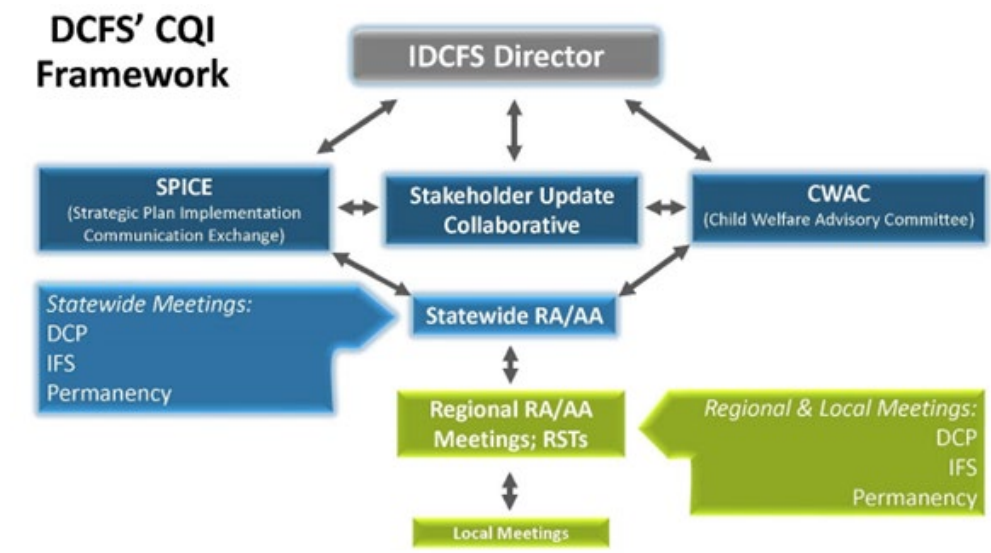 DCFS' CQI
Framework
IDCFS Director
SPICE
(Strategic Plan Implementation
Communication Exchange)
Stakeholder Update
Collaborative
CWAC
(Child Welfare Advisory Committee)
Statewide Meetings:
DCP
IFS
Permanency
Statewide RA/AA
Regional RA/AA
Meetings; RSTs
Regional & Local Meetings:
DCP
IFS
Permanency
Local Meetings